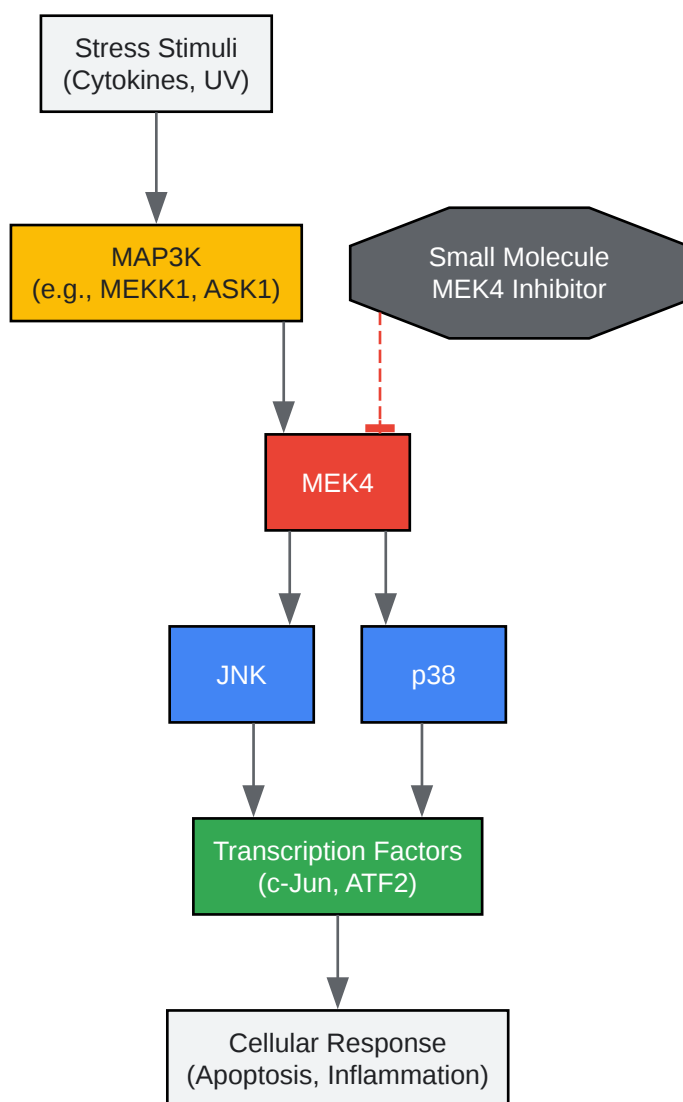 Stress Stimuli
(Cytokines, UV)
MAP3K
(e.g., MEKK1, ASK1)
Small Molecule
MEK4 Inhibitor
MEK4
JNK
p38
Transcription Factors
(c-Jun, ATF2)
Cellular Response
(Apoptosis, Inflammation)